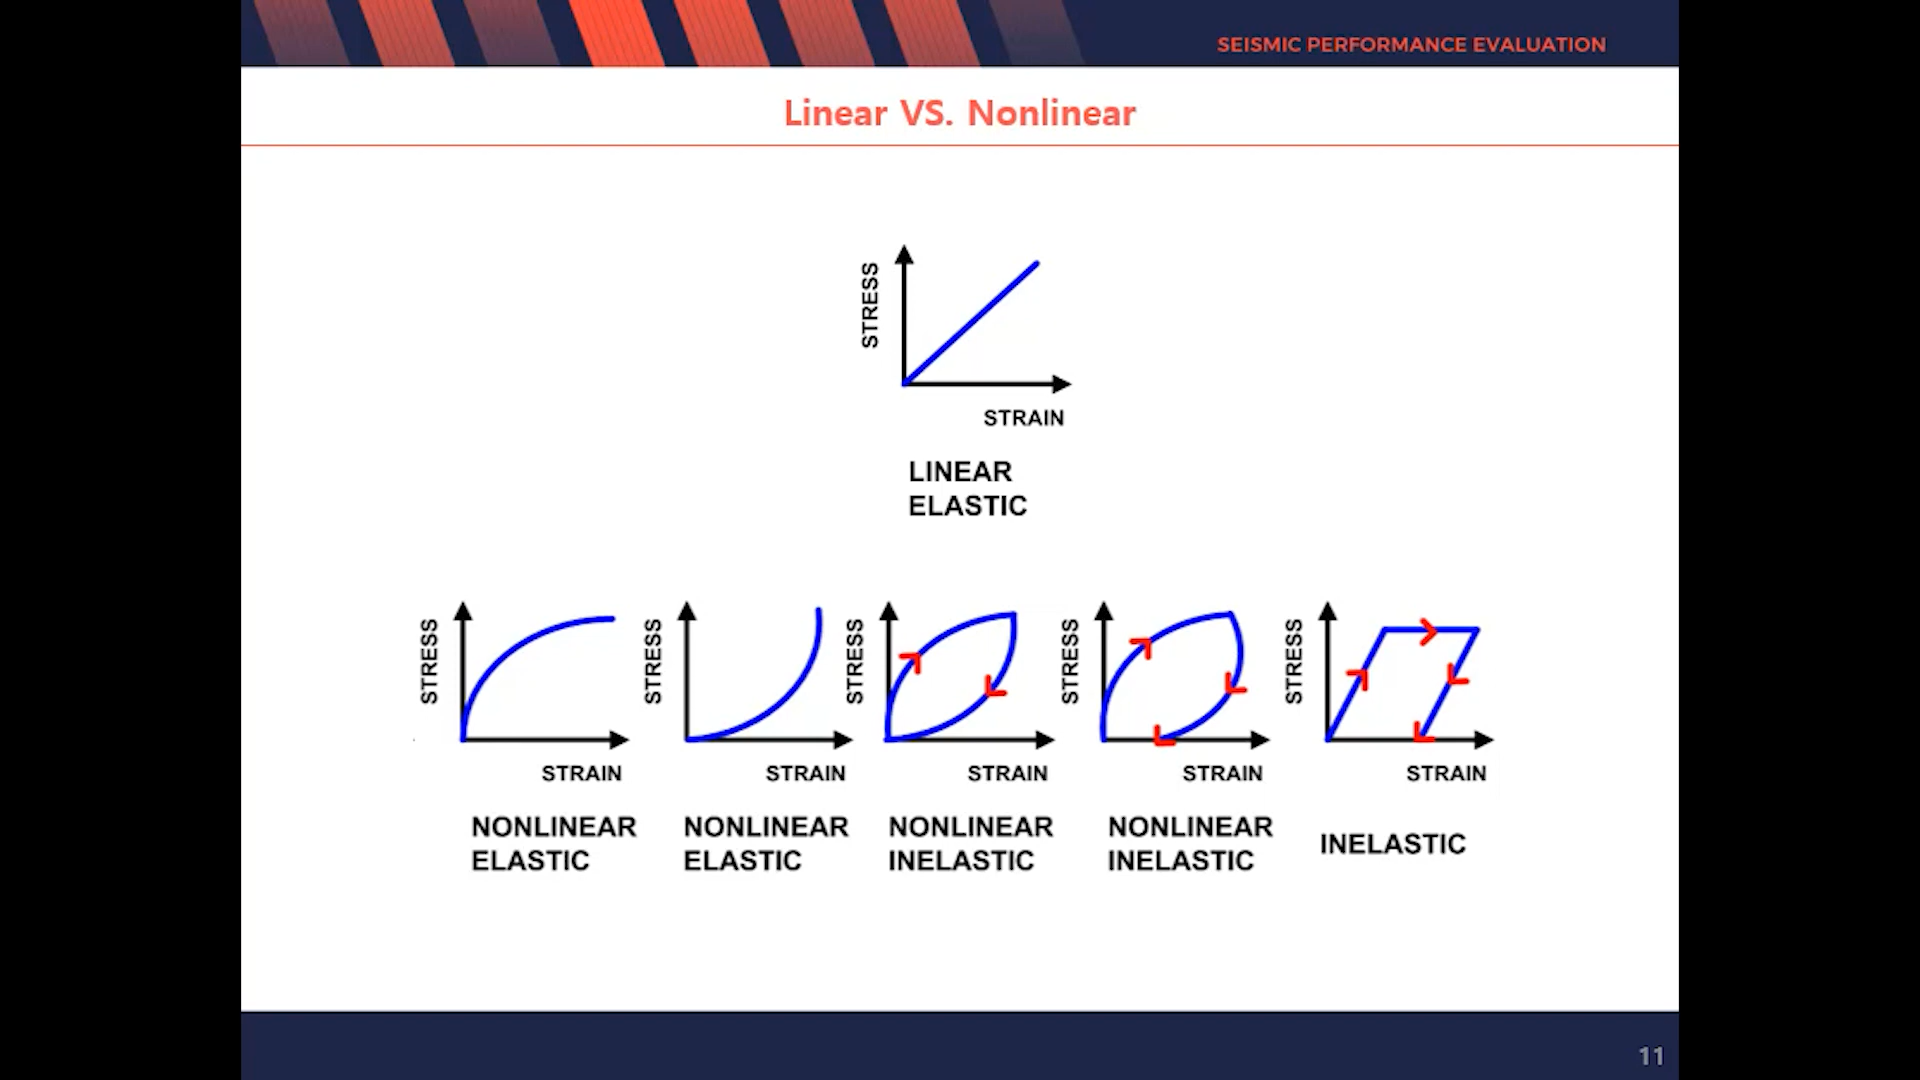 SEISMIC PERFORMANCE EVALUATION
Linear VS. Nonlinear
STRESS
STRAIN
LINEAR
ELASTIC
STRESS
STRAIN
NONLINEAR
ELASTIC
STRESS
STRAIN
NONLINEAR
ELASTIC
STRESS
STRAIN
NONLINEAR
INELASTIC
STRESS
STRAIN
NONLINEAR
INELASTIC
STRESS
STRAIN
INELASTIC
11